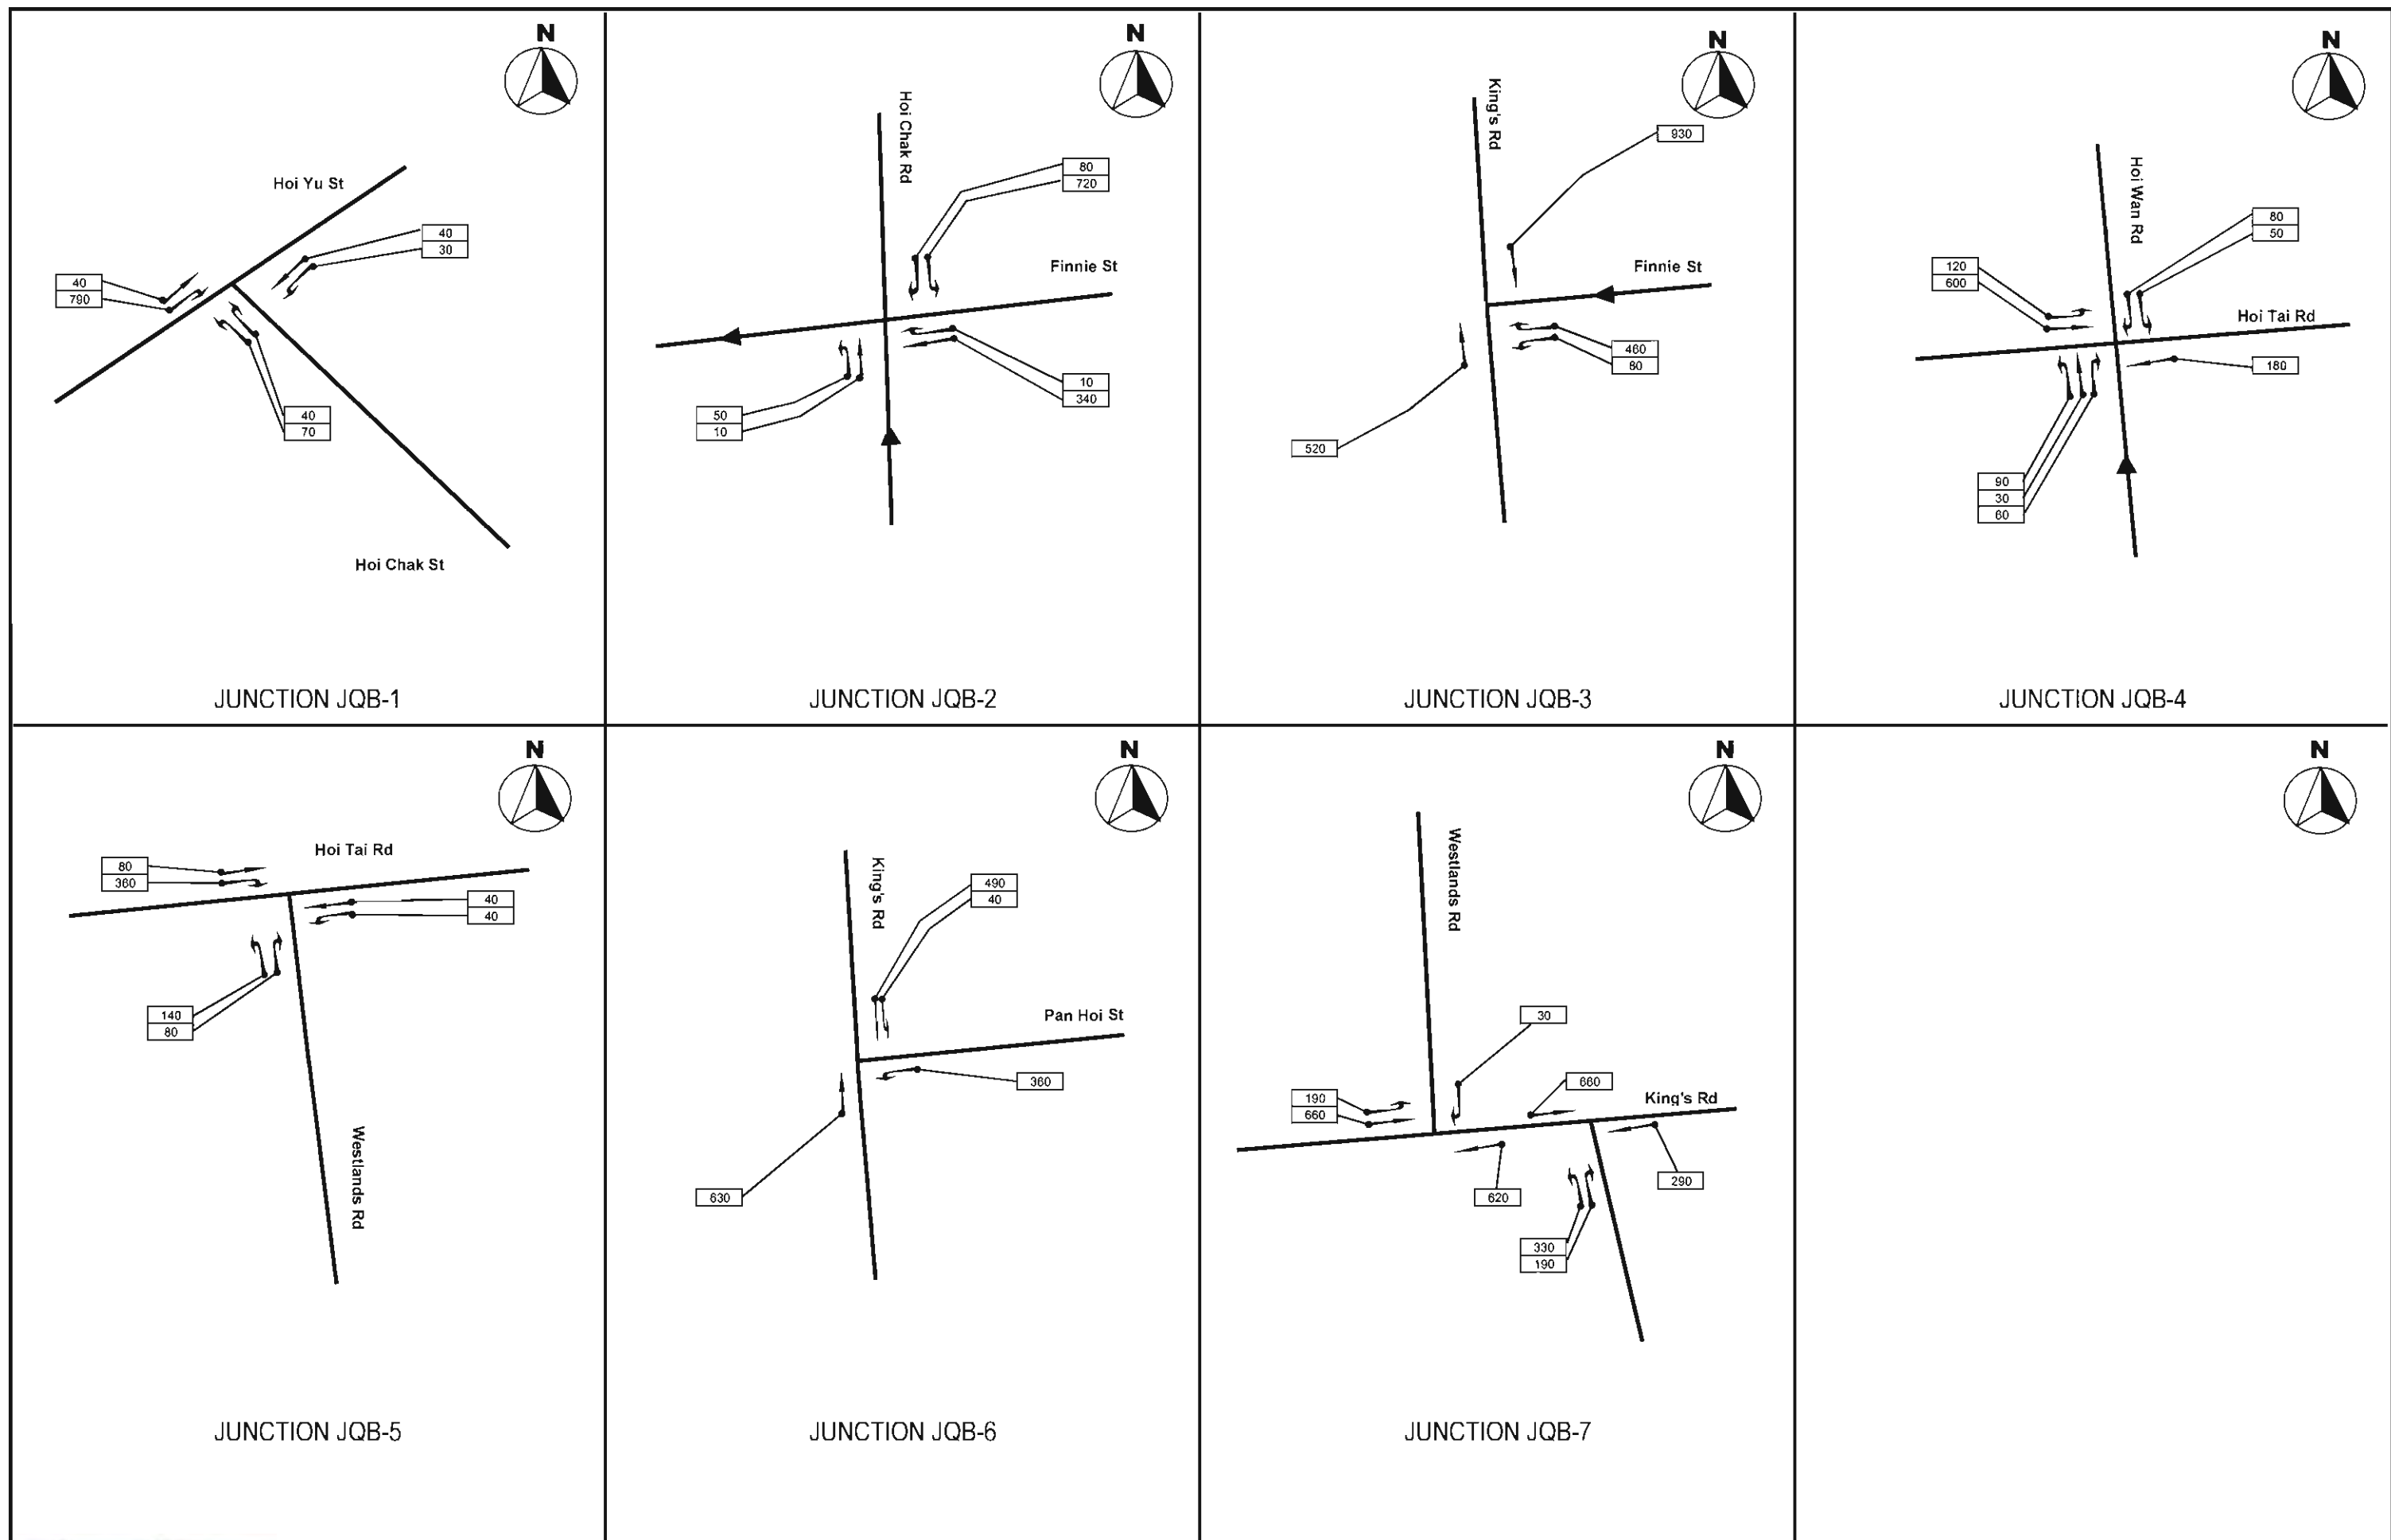 N
Hoi Yu St
40
30
40
790
40
70
Hoi Chak St
JUNCTION JQB-1
N
Hoi Chak Rd
80
720
Finnie St
10
340
50
10
JUNCTION JQB-2
N
King's Rd
930
Finnie St
460
80
520
JUNCTION JQB-3
N
Hoi Wan Rd
80
50
120
600
Hoi Tai Rd
180
90
30
60
JUNCTION JQB-4
N
Hoi Tai Rd
80
360
40
40
140
80
Westlands Rd
JUNCTION JQB-5
N
King's Rd
490
40
Pan Hoi St
360
630
JUNCTION JQB-6
N
Westlands Rd
30
660
190
660
King's Rd
290
620
330
190
JUNCTION JQB-7
N